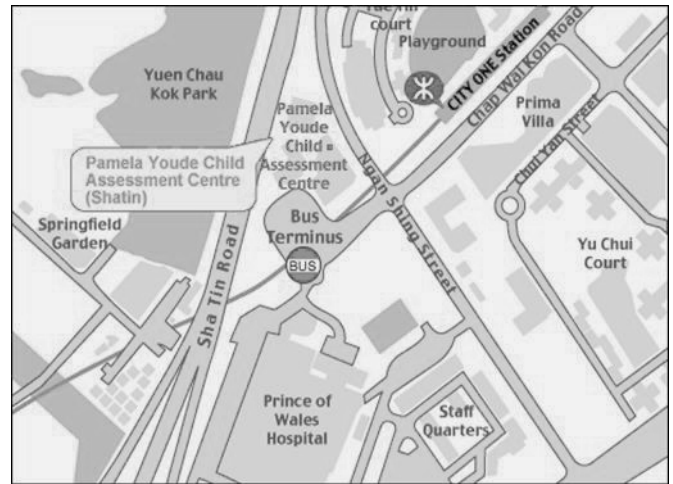 Yue Tin
court
Playground
CITY ONE Station
Chap Wai Kon Road
Yuen Chau
Kok Park
Pamela
Youde
Child
Assessment
Centre
Prima
Villa
Chui Yan Street
Pamela Youde Child
Assessment Centre
(Shatin)
Ngan Shing Street
Springfield
Garden
Bus
Terminus
BUS
Sha Tin Road
Yu Chui
Court
Prince of
Wales
Hospital
Staff
Quarters